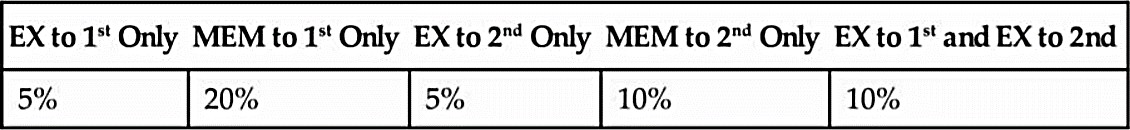 EX to 1st Only MEM to 1st Only EX to 2nd Only MEM to 2nd Only EX to 1st and EX to 2nd
5% 20% 5% 10% 10%